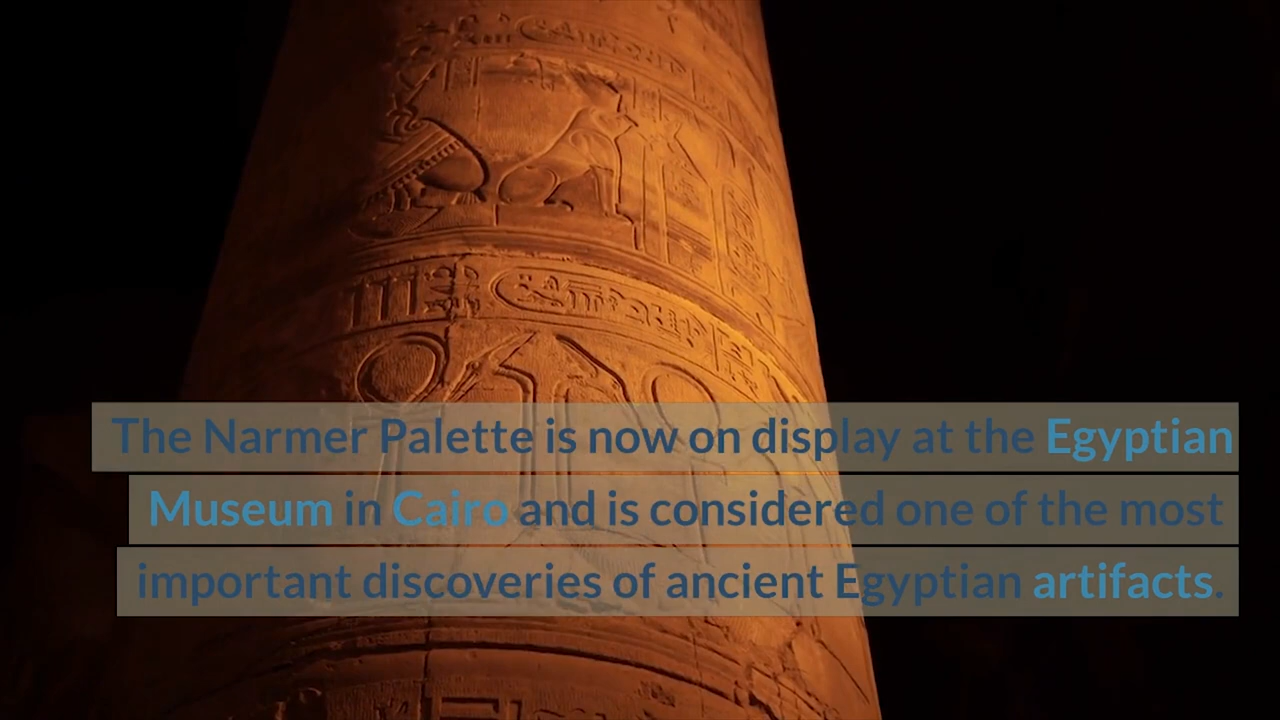 The Narmer Palette is now on display at the Egyptian
Museum in Cairo and is considered one of the most
important discoveries of ancient Egyptian artifacts.